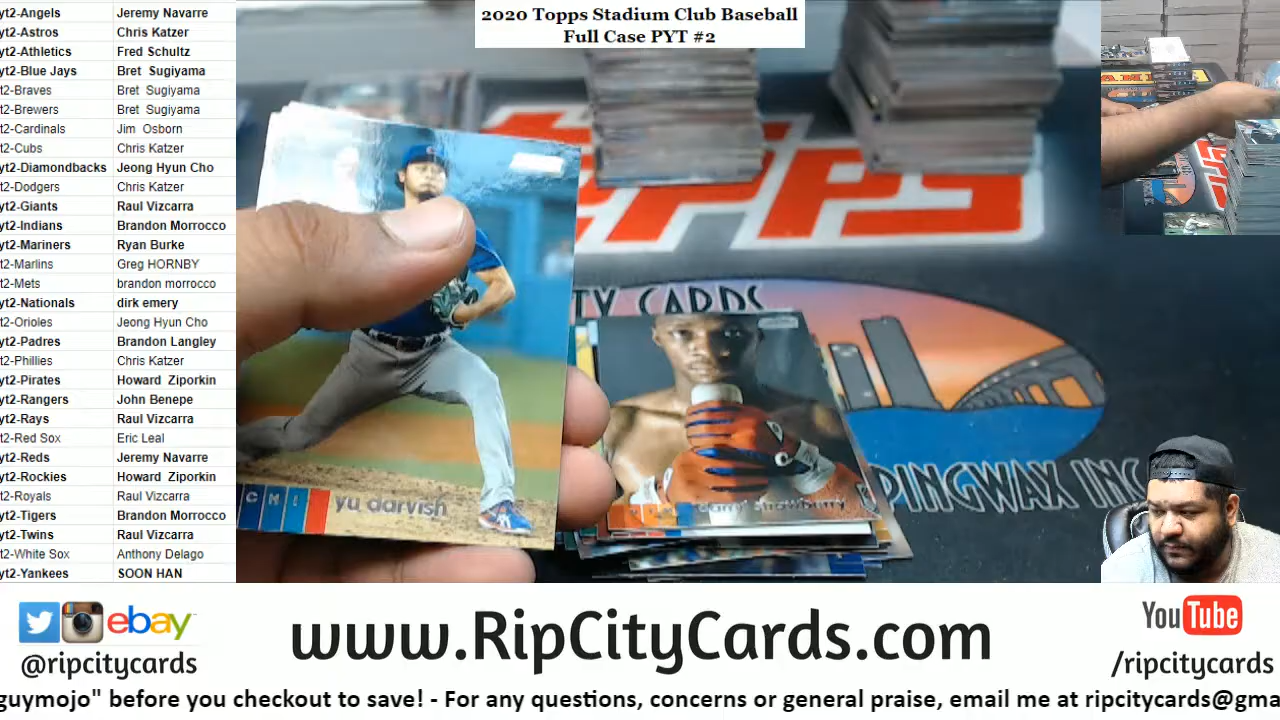 2020 Topps Stadium Club Baseball
Full Case PYT #2
yt2-Angels Jeremy Navarre
yt2-Astros Chris Katzer
yt2-Athletics Fred Schultz
yt2-Blue Jays Bret Sugiyama
t2-Braves Bret Sugiyama
t2-Brewers Bret Sugiyama
t2-Cardinals Jim Osborn
t2-Cubs Chris Katzer
yt2-Diamondbacks Jeong Hyun Cho
t2-Dodgers Chris Katzer
yt2-Giants Raul Vizcarra
yt2-Indians Brandon Morrocco
yt2-Mariners Ryan Burke
t2-Marlins Greg HORNBY
t2-Mets brandon morrocco
yt2-Nationals dirk emery
t2-Orioles Jeong Hyun Cho
yt2-Padres Brandon Langley
t2-Phillies Chris Katzer
yt2-Pirates Howard Ziporkin
yt2-Rangers John Benepe
yt2-Rays Raul Vizcarra
t2-Red Sox Eric Leal
yt2-Reds Jeremy Navarre
yt2-Rockies Howard Ziporkin
t2-Royals Raul Vizcarra
yt2-Tigers Brandon Morrocco
yt2-Twins Raul Vizcarra
t2-White Sox Anthony Delago
yt2-Yankees SOON HAN
TY CARDS
PINGWAX INC
CHI yu darvish
strawberry
ebay
@ripcitycards
www.RipCityCards.com
YouTube
/ripcitycards
guymojo" before you checkout to save! - For any questions, concerns or general praise, email me at ripcitycards@gma